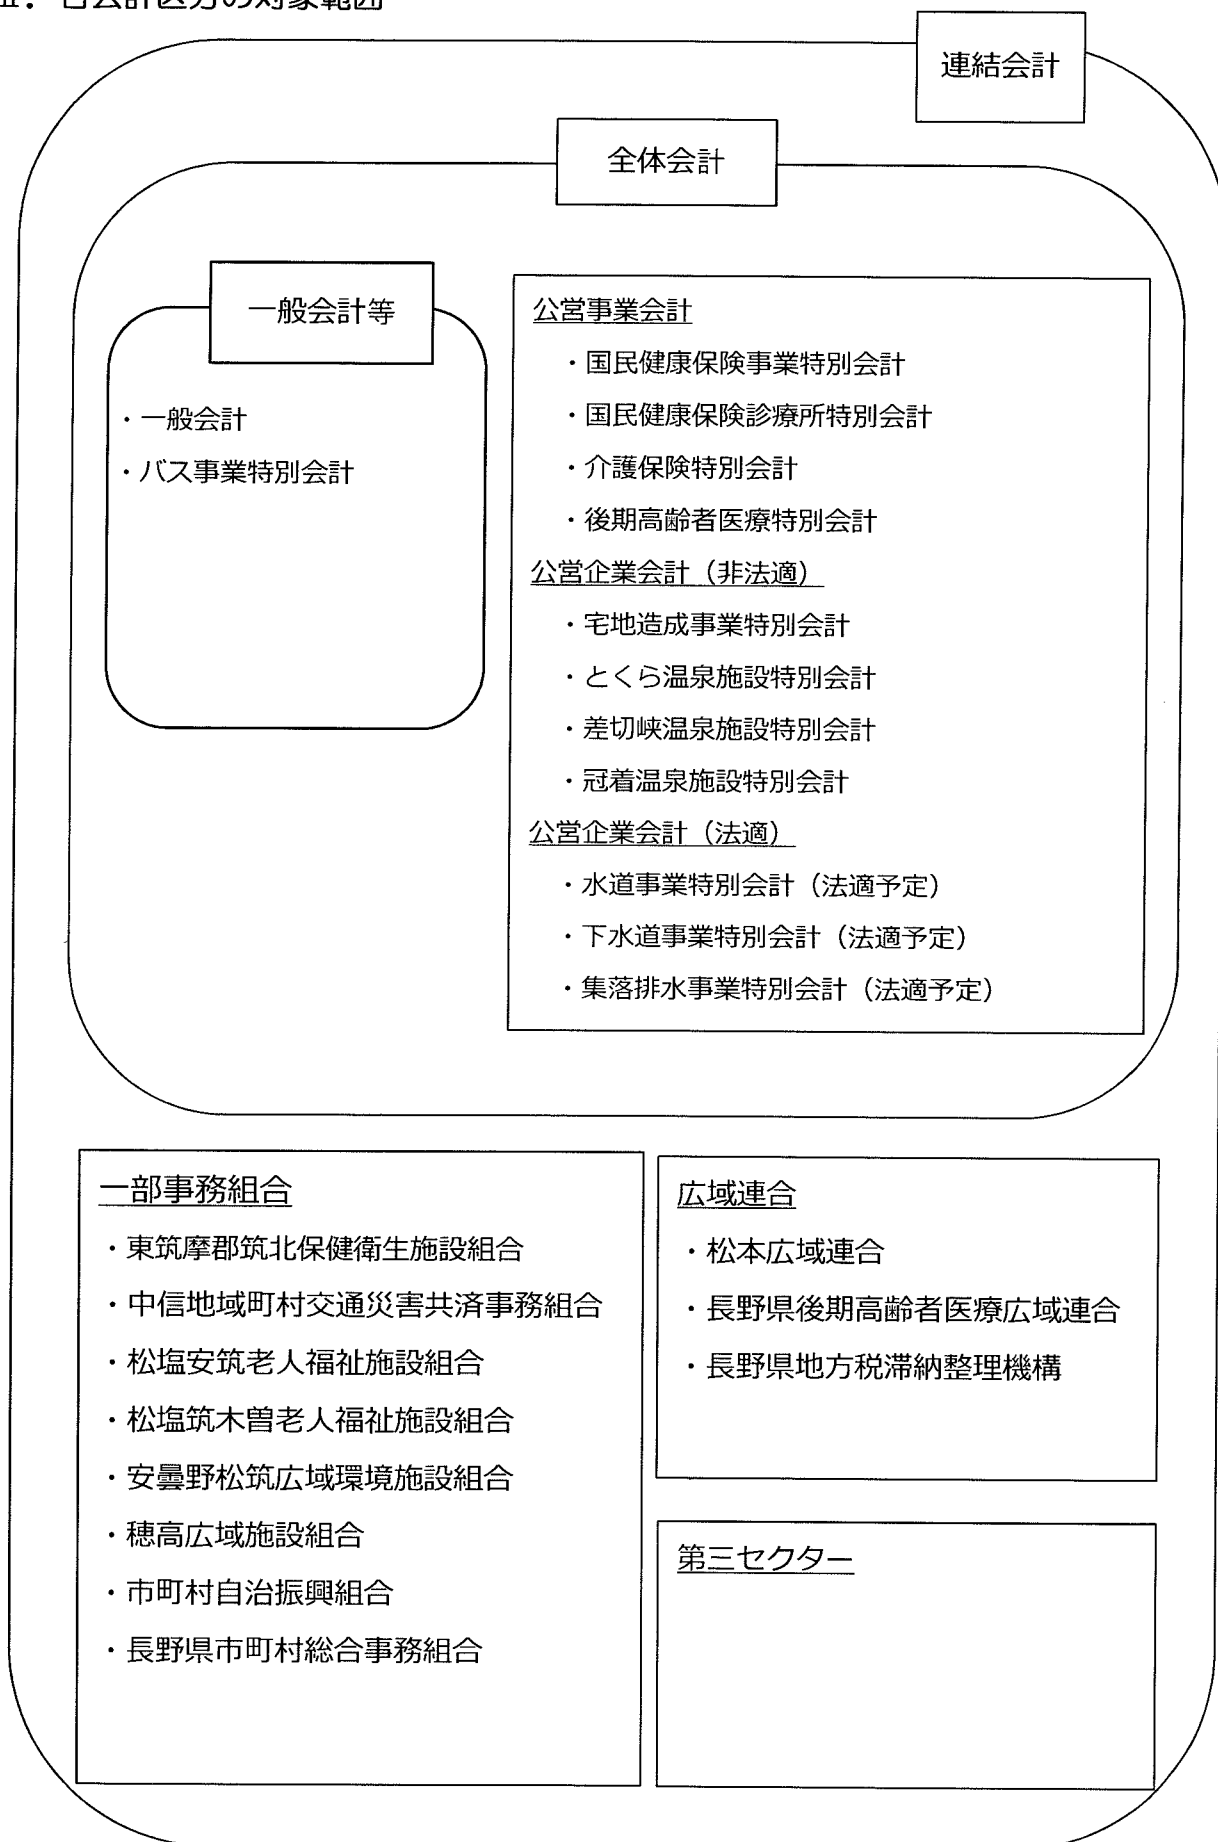 各会計区分の対象範囲
連結会計
全体会計
一般会計等
・一般会計
・バス事業特別会計
公営事業会計
・国民健康保険事業特別会計
・国民健康保険診療所特別会計
・介護保険特別会計
・後期高齢者医療特別会計
公営企業会計（非法適）
・宅地造成事業特別会計
・とくら温泉施設特別会計
・差切峡温泉施設特別会計
・冠着温泉施設特別会計
公営企業会計（法適）
・水道事業特別会計（法適予定）
・下水道事業特別会計（法適予定）
・集落排水事業特別会計（法適予定）
一部事務組合
・東筑摩郡筑北保健衛生施設組合
・中信地域町村交通災害共済事務組合
・松塩安筑老人福祉施設組合
・松塩筑木曽老人福祉施設組合
・安曇野松筑広域環境施設組合
・穂高広域施設組合
・市町村自治振興組合
・長野県市町村総合事務組合
広域連合
・松本広域連合
・長野県後期高齢者医療広域連合
・長野県地方税滞納整理機構
第三セクター